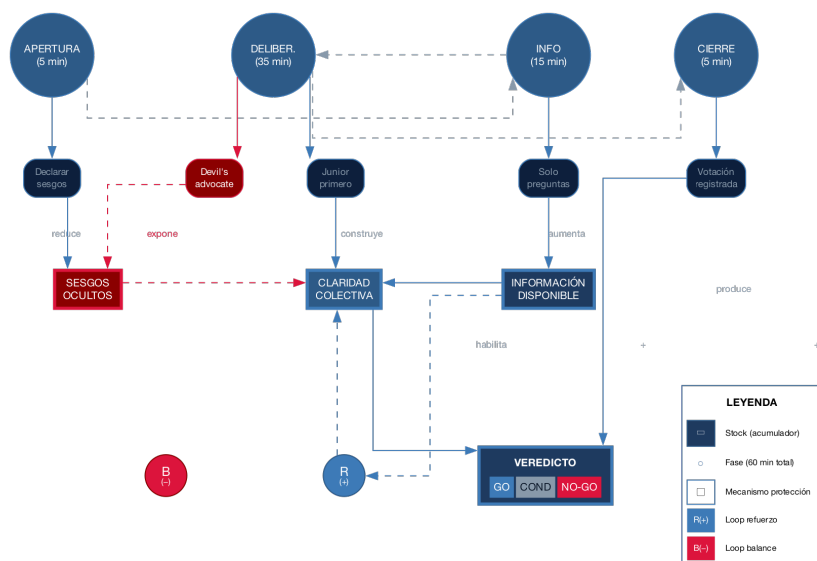 APERTURA
(5 min)
DELIBER.
(35 min)
INFO
(15 min)
CIERRE
(5 min)
Declarar
sesgos
Devil's
advocate
Junior
primero
Solo
preguntas
Votación
registrada
reduce
expone
construye
aumenta
SESGOS
OCULTOS
CLARIDAD
COLECTIVA
INFORMACIÓN
DISPONIBLE
produce
habilita
+
+
B
(−)
R
(+)
VEREDICTO
GO
COND
NO-GO
LEYENDA
Stock (acumulador)
Fase (60 min total)
Mecanismo protección
R(+)
Loop refuerzo
B(−)
Loop balance